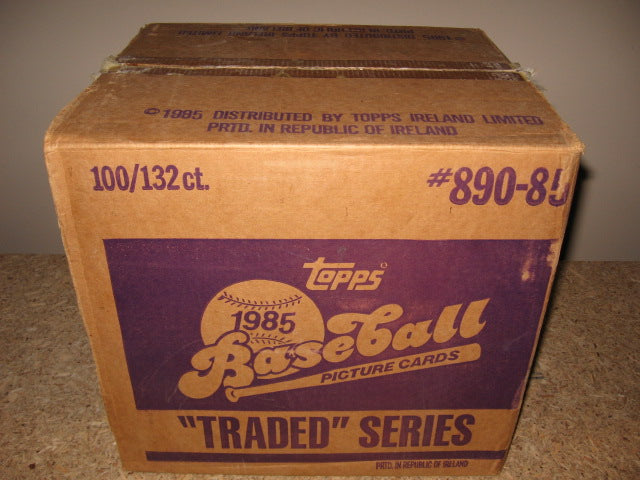 © 1985 DISTRIBUTED BY TOPPS IRELAND LIMITED
PRTD. IN REPUBLIC OF IRELAND
100/132 ct.
#890-85
TOPPS
1985
Baseball
PICTURE CARDS
"TRADED" SERIES
PRTD. IN REPUBLIC OF IRELAND